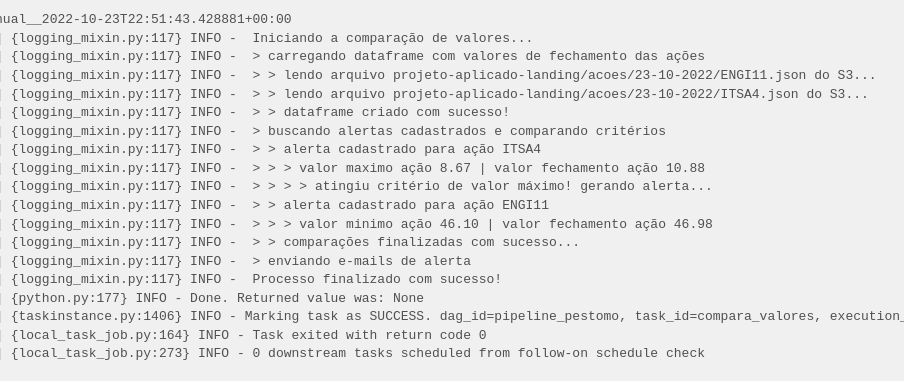 nual__2022-10-23T22:51:43.428881+00:00
{logging_mixin.py:117} INFO -  Iniciando a comparação de valores...
{logging_mixin.py:117} INFO -  > carregando dataframe com valores de fechamento das ações
{logging_mixin.py:117} INFO -  > > lendo arquivo projeto-aplicado-landing/acoes/23-10-2022/ENGI11.json do S3...
{logging_mixin.py:117} INFO -  > > lendo arquivo projeto-aplicado-landing/acoes/23-10-2022/ITSA4.json do S3...
{logging_mixin.py:117} INFO -  > > dataframe criado com sucesso!
{logging_mixin.py:117} INFO -  > buscando alertas cadastrados e comparando critérios
{logging_mixin.py:117} INFO -  > > alerta cadastrado para ação ITSA4
{logging_mixin.py:117} INFO -  > > > valor maximo ação 8.67 | valor fechamento ação 10.88
{logging_mixin.py:117} INFO -  > > > > atingiu critério de valor máximo! gerando alerta...
{logging_mixin.py:117} INFO -  > > alerta cadastrado para ação ENGI11
{logging_mixin.py:117} INFO -  > > > valor minimo ação 46.10 | valor fechamento ação 46.98
{logging_mixin.py:117} INFO -  > > comparações finalizadas com sucesso...
{logging_mixin.py:117} INFO -  > enviando e-mails de alerta
{logging_mixin.py:117} INFO -  Processo finalizado com sucesso!
{python.py:177} INFO - Done. Returned value was: None
{taskinstance.py:1406} INFO - Marking task as SUCCESS. dag_id=pipeline_pestomo, task_id=compara_valores, execution_
{local_task_job.py:164} INFO - Task exited with return code 0
{local_task_job.py:273} INFO - 0 downstream tasks scheduled from follow-on schedule check